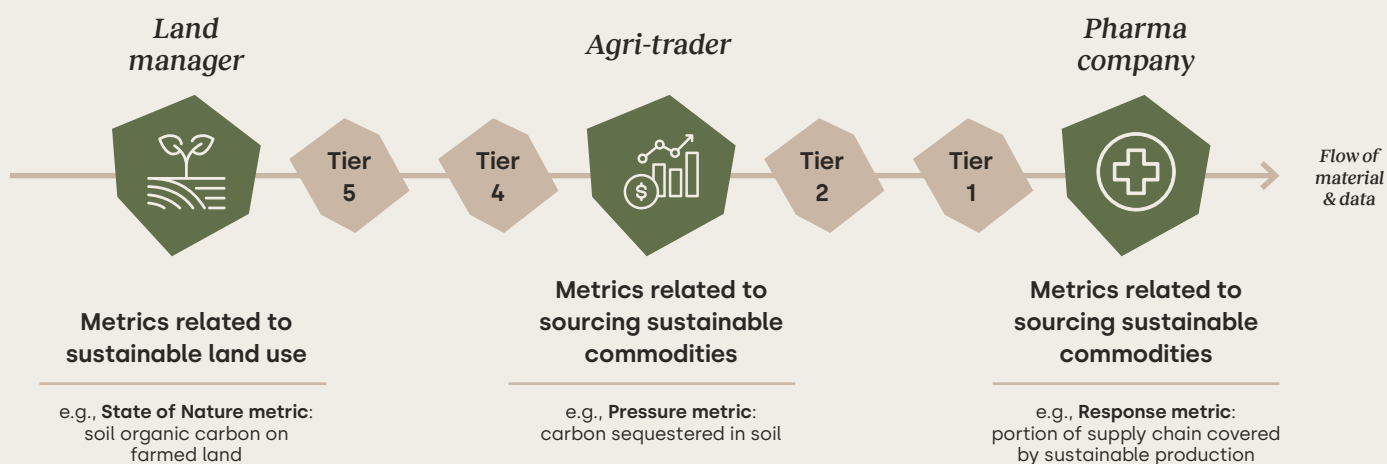 Land
manager
Agri-trader
Pharma
company
Tier
5
Tier
4
$
Tier
2
Tier
1
Flow of
material
& data
Metrics related to
sustainable land use
Metrics related to
sourcing sustainable
commodities
Metrics related to
sourcing sustainable
commodities
e.g., State of Nature metric:
soil organic carbon on
farmed land
e.g., Pressure metric:
carbon sequestered in soil
e.g., Response metric:
portion of supply chain covered
by sustainable production